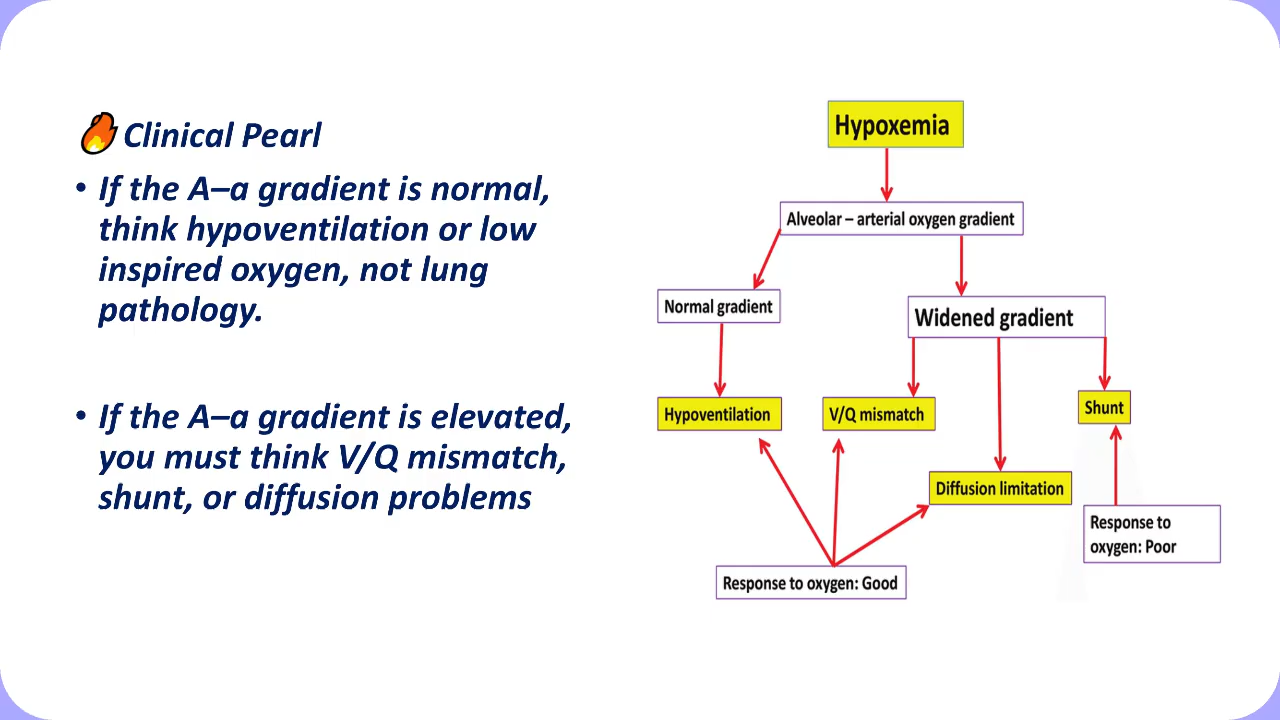 Clinical Pearl
• If the A–a gradient is normal,
think hypoventilation or low
inspired oxygen, not lung
pathology.
• If the A–a gradient is elevated,
you must think V/Q mismatch,
shunt, or diffusion problems
Hypoxemia
Alveolar – arterial oxygen gradient
Normal gradient
Widened gradient
Hypoventilation
V/Q mismatch
Shunt
Diffusion limitation
Response to
oxygen: Poor
Response to oxygen: Good